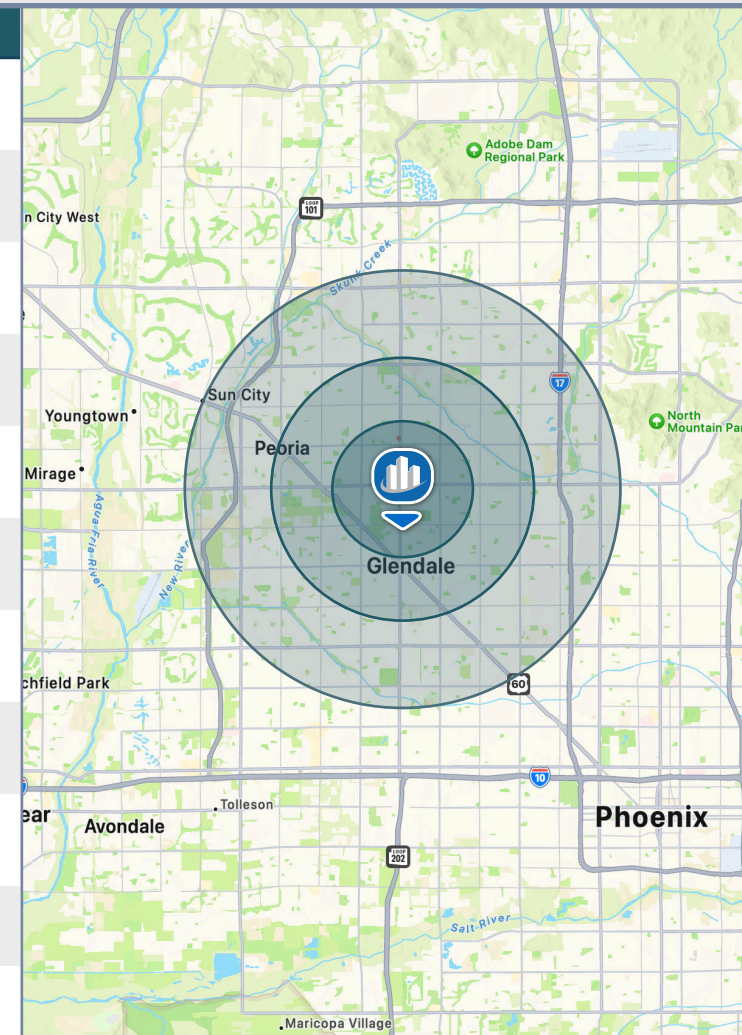 Adobe Dam
Regional Park
n City West
LOOP
101
Skunk Creek
17
Sun City
Youngtown
North
Mountain Par
Peoria
Mirage
Agua Fria River
New River
Glendale
chfield Park
60
10
ear
Tolleson
Avondale
Phoenix
LOOP
202
Salt River
Maricopa Village